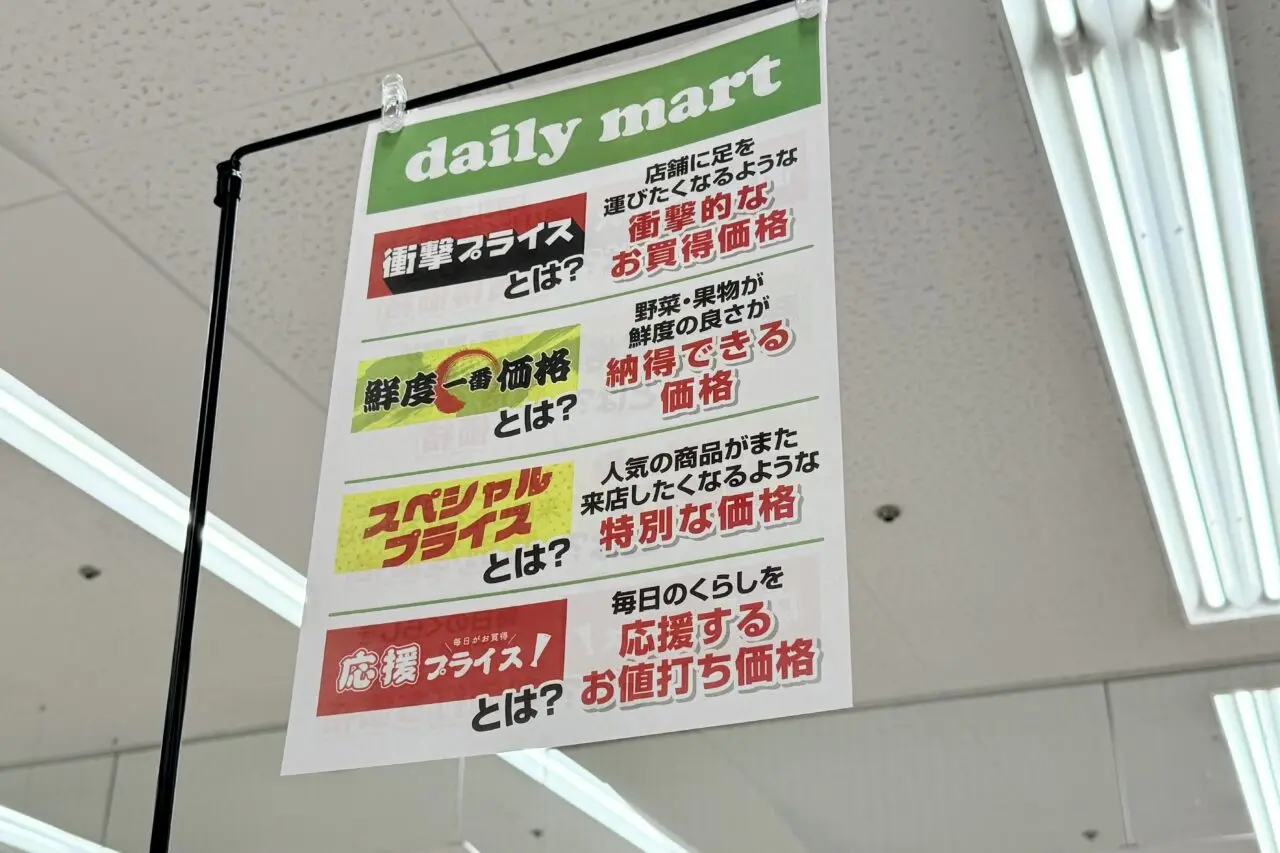 daily mart
衝撃プライス
とは?
店舗に足を
運びたくなるような
衝撃的な
お買得価格
鮮度一番価格
とは?
野菜・果物が
鮮度の良さが
納得できる
価格
スペシャル
プライス
とは?
人気の商品がまた
来店したくなるような
特別な価格
毎日がお買得
応援プライス!
とは?
毎日のくらしを
応援する
お値打ち価格